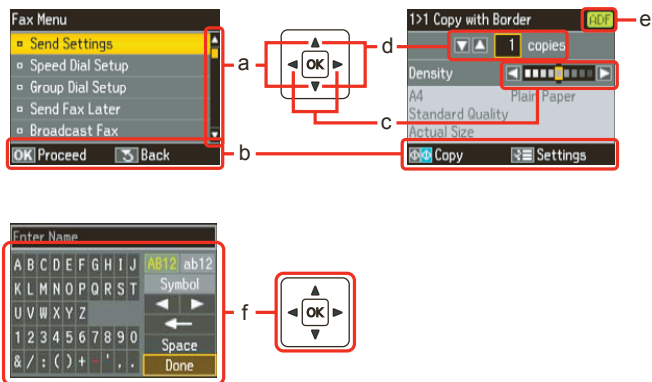 Fax Menu
Send Settings
Speed Dial Setup
Group Dial Setup
Send Fax Later
Broadcast Fax
OK Proceed Back
a
b
OK
c
d
1>1 Copy with Border ADF
1 copies
Density
A4 Plain Paper
Standard Quality
Actual Size
Copy Settings
e
Enter Name
A B C D E F G H I J AB12 ab12
K L M N O P Q R S T Symbol
U V W X Y Z
1 2 3 4 5 6 7 8 9 0 Space
& / : ( ) + - ' , . Done
f
OK